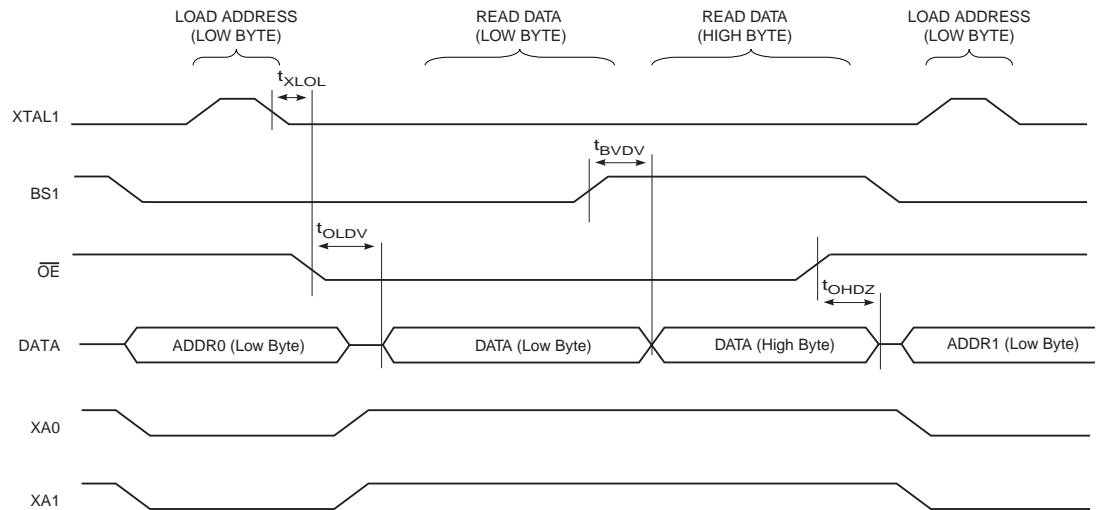 LOAD ADDRESS
(LOW BYTE)
READ DATA
(LOW BYTE)
READ DATA
(HIGH BYTE)
LOAD ADDRESS
(LOW BYTE)
tXLOL
XTAL1
tBVDV
BS1
tOLDV
OE
tOHDZ
DATA
ADDR0 (Low Byte)
DATA (Low Byte)
DATA (High Byte)
ADDR1 (Low Byte)
XA0
XA1